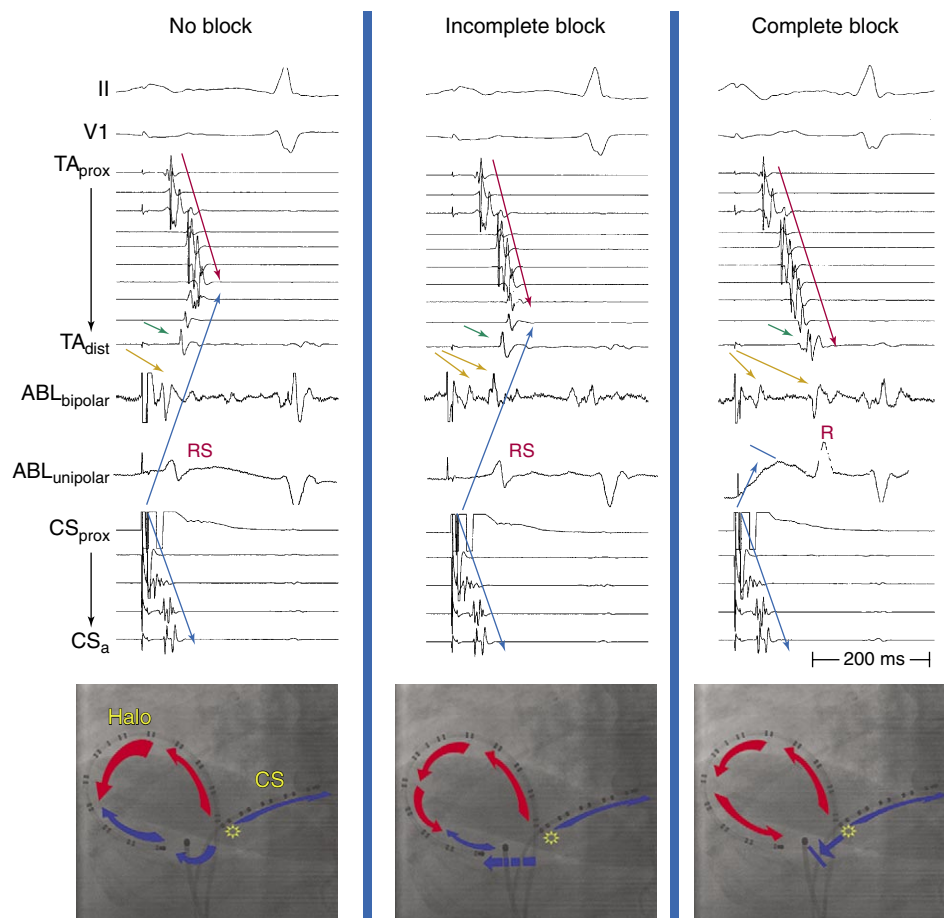 No block
Incomplete block
Complete block
II
V1
TAprox
TAdist
ABLbipolar
ABLunipolar
RS
RS
R
CSprox
CSa
200 ms
Halo
CS